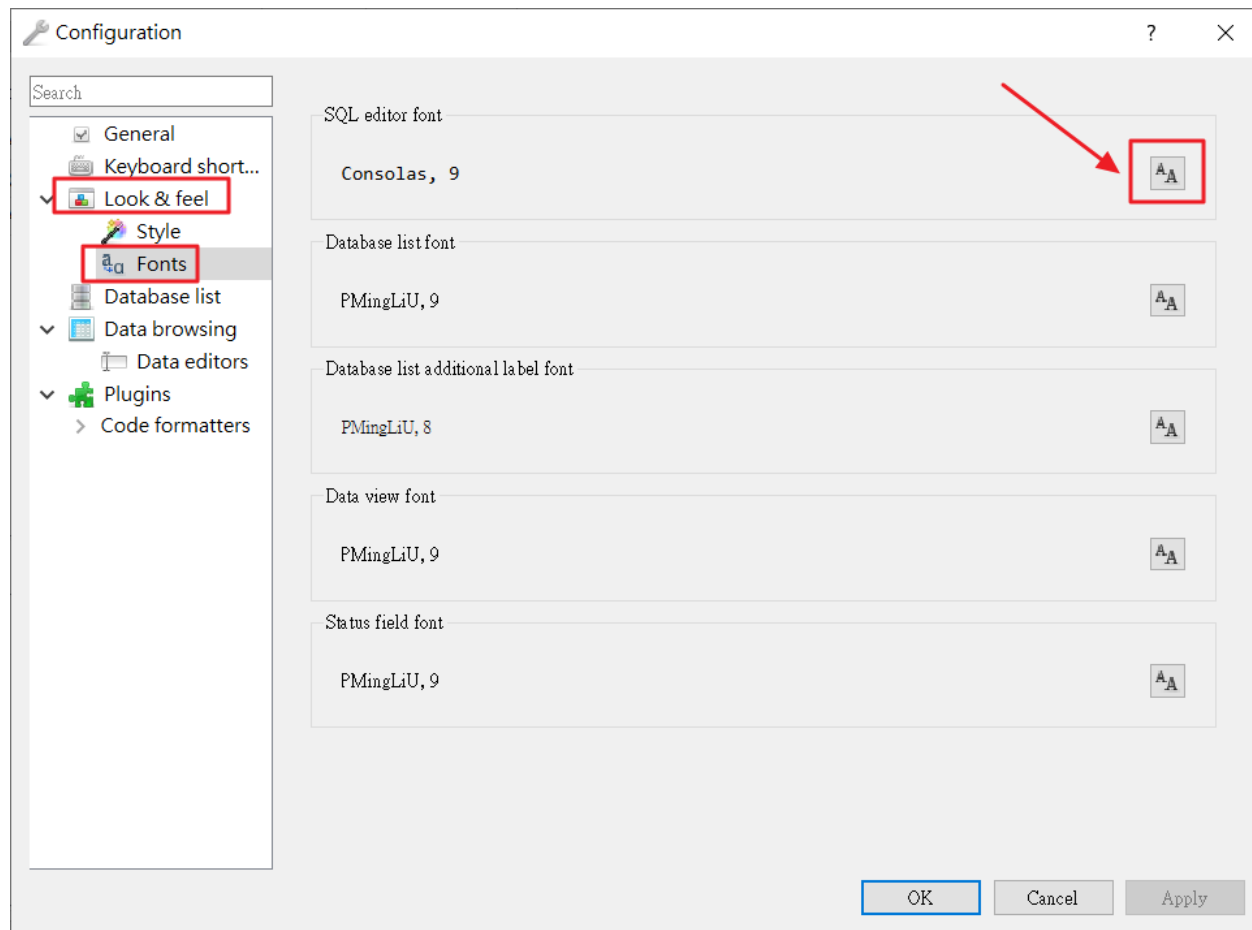 Configuration
?
Search
General
Keyboard short...
Look & feel
Style
Fonts
Database list
Data browsing
Data editors
Plugins
Code formatters
SQL editor font
Consolas, 9
Database list font
PMingLiU, 9
Database list additional label font
PMingLiU, 8
Data view font
PMingLiU, 9
Status field font
PMingLiU, 9
OK
Cancel
Apply